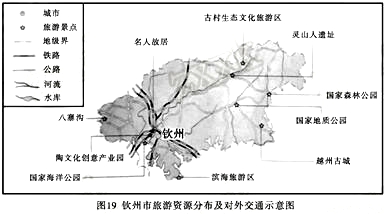 城市
旅游景点
地级界
铁路
公路
河流
水库
古村生态文化旅游区
灵山人遗址
名人故居
国家森林公园
国家地质公园
八寨沟
钦州
越州古城
陶文化创意产业园
国家海洋公园
滨海旅游区
图19 钦州市旅游资源分布及对外交通示意图